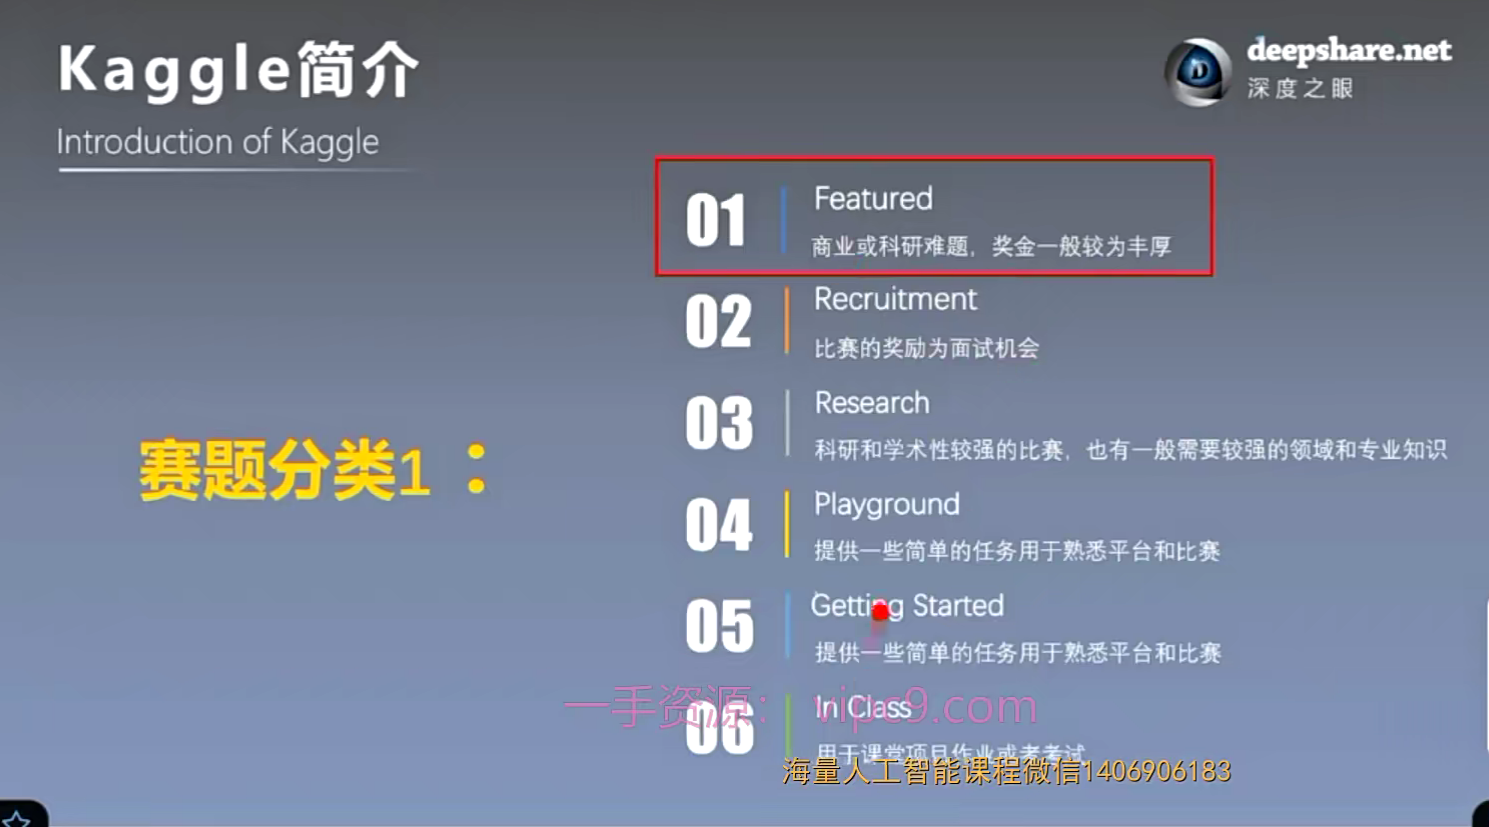 Kaggle简介
Introduction of Kaggle
deepshare.net
深度之眼
赛题分类1：
01
Featured
商业或科研难题，奖金一般较为丰厚
02
Recruitment
比赛的奖励为面试机会
03
Research
科研和学术性较强的比赛，也有一般需要较强的领域和专业知识
04
Playground
提供一些简单的任务用于熟悉平台和比赛
05
Getting Started
提供一些简单的任务用于熟悉平台和比赛
06
In Class
用于课堂项目作业或者考试
一手资源：vipc9.com
海量人工智能课程微信1406906183